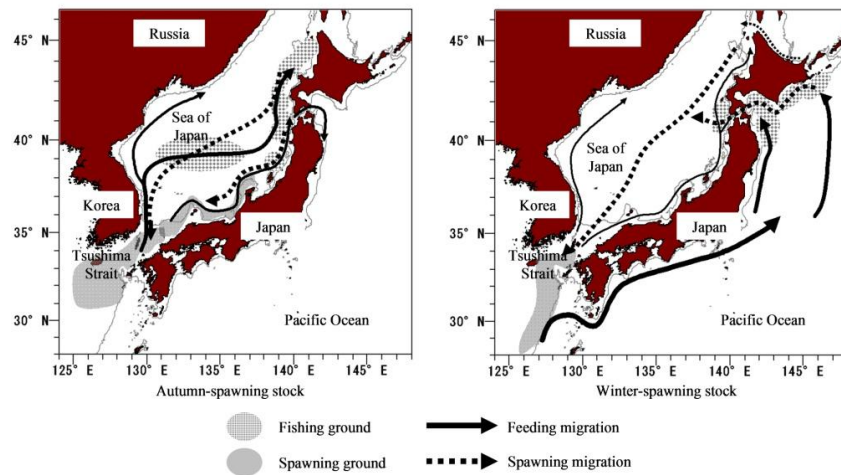 45° N
40° N
35° N
30° N
Russia
Sea of
Japan
Korea
Japan
Tsushima
Strait
Pacific Ocean
125° E 130° E 135° E 140° E 145° E
Autumn-spawning stock
45° N
40° N
35° N
30° N
Russia
Sea of
Japan
Korea
Japan
Tsushima
Strait
Pacific Ocean
125° E 130° E 135° E 140° E 145° E
Winter-spawning stock
Fishing ground
Feeding migration
Spawning ground
Spawning migration